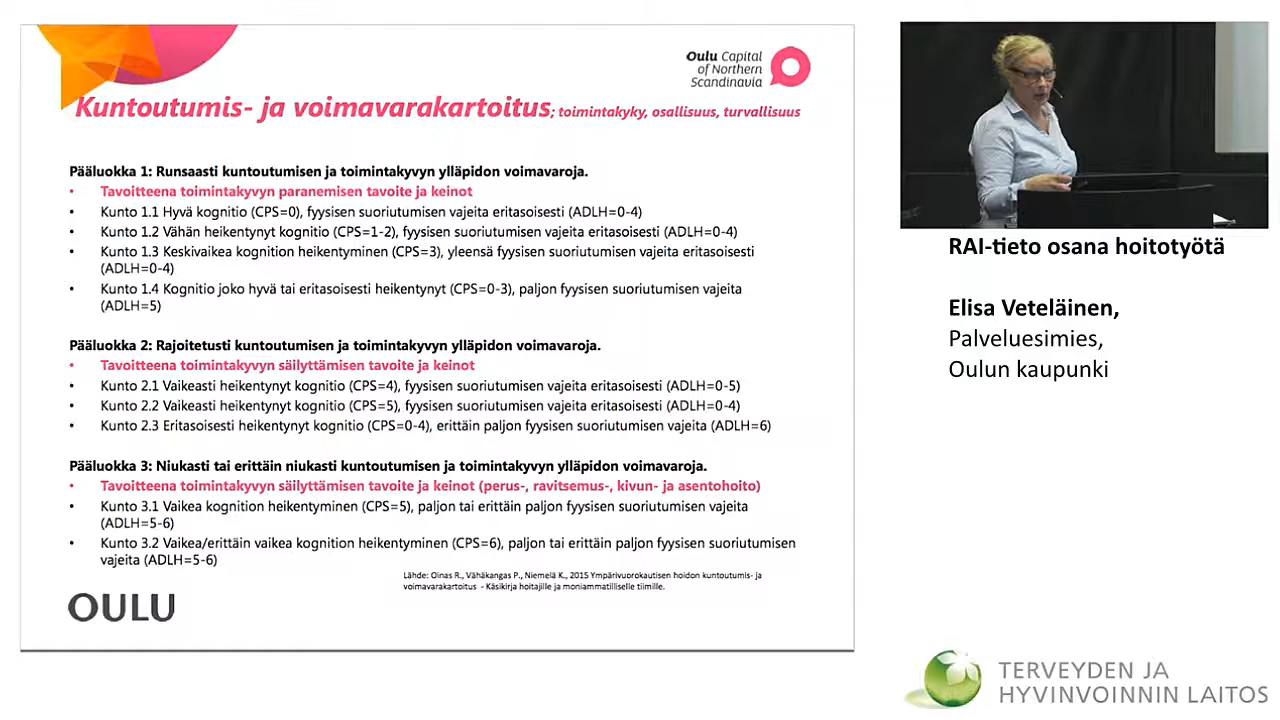 Oulu Capital
of Northern
Scandinavia
Kuntoutumis- ja voimavarakartoitus; toimintakyky, osallisuus, turvallisuus
Pääluokka 1: Runsaasti kuntoutumisen ja toimintakyvyn ylläpidon voimavaroja.
• Tavoitteena toimintakyvyn paranemisen tavoite ja keinot
• Kunto 1.1 Hyvä kognitio (CPS=0), fyysisen suoriutumisen vajeita eritasoisesti (ADLH=0-4)
• Kunto 1.2 Vähän heikentynyt kognitio (CPS=1-2), fyysisen suoriutumisen vajeita eritasoisesti (ADLH=0-4)
• Kunto 1.3 Keskivaikea kognition heikentyminen (CPS=3), yleensä fyysisen suoriutumisen vajeita eritasoisesti
(ADLH=0-4)
• Kunto 1.4 Kognitio joko hyvä tai eritasoisesti heikentynyt (CPS=0-3), paljon fyysisen suoriutumisen vajeita
(ADLH=5)
Pääluokka 2: Rajoitetusti kuntoutumisen ja toimintakyvyn ylläpidon voimavaroja.
• Tavoitteena toimintakyvyn säilyttämisen tavoite ja keinot
• Kunto 2.1 Vaikeasti heikentynyt kognitio (CPS=4), fyysisen suoriutumisen vajeita eritasoisesti (ADLH=0-5)
• Kunto 2.2 Vaikeasti heikentynyt kognitio (CPS=5), fyysisen suoriutumisen vajeita eritasoisesti (ADLH=0-4)
• Kunto 2.3 Eritasoisesti heikentynyt kognitio (CPS=0-4), erittäin paljon fyysisen suoriutumisen vajeita (ADLH=6)
Pääluokka 3: Niukasti tai erittäin niukasti kuntoutumisen ja toimintakyvyn ylläpidon voimavaroja.
• Tavoitteena toimintakyvyn säilyttämisen tavoite ja keinot (perus-, ravitsemus-, kivun- ja asentohoito)
• Kunto 3.1 Vaikea kognition heikentyminen (CPS=5), paljon tai erittäin paljon fyysisen suoriutumisen vajeita
(ADLH=5-6)
• Kunto 3.2 Vaikea/erittäin vaikea kognition heikentyminen (CPS=6), paljon tai erittäin paljon fyysisen suoriutumisen
vajeita (ADLH=5-6)
Lähde: Oinas R., Vähäkangas P., Niemelä K., 2015 Ympärivuorokautisen hoidon kuntoutumis- ja
voimavarakartoitus - Käsikirja hoitajille ja moniammatilliselle tiimille.
OULU
RAI-tieto osana hoitotyötä
Elisa Veteläinen,
Palveluesimies,
Oulun kaupunki
TERVEYDEN JA
HYVINVOINNIN LAITOS